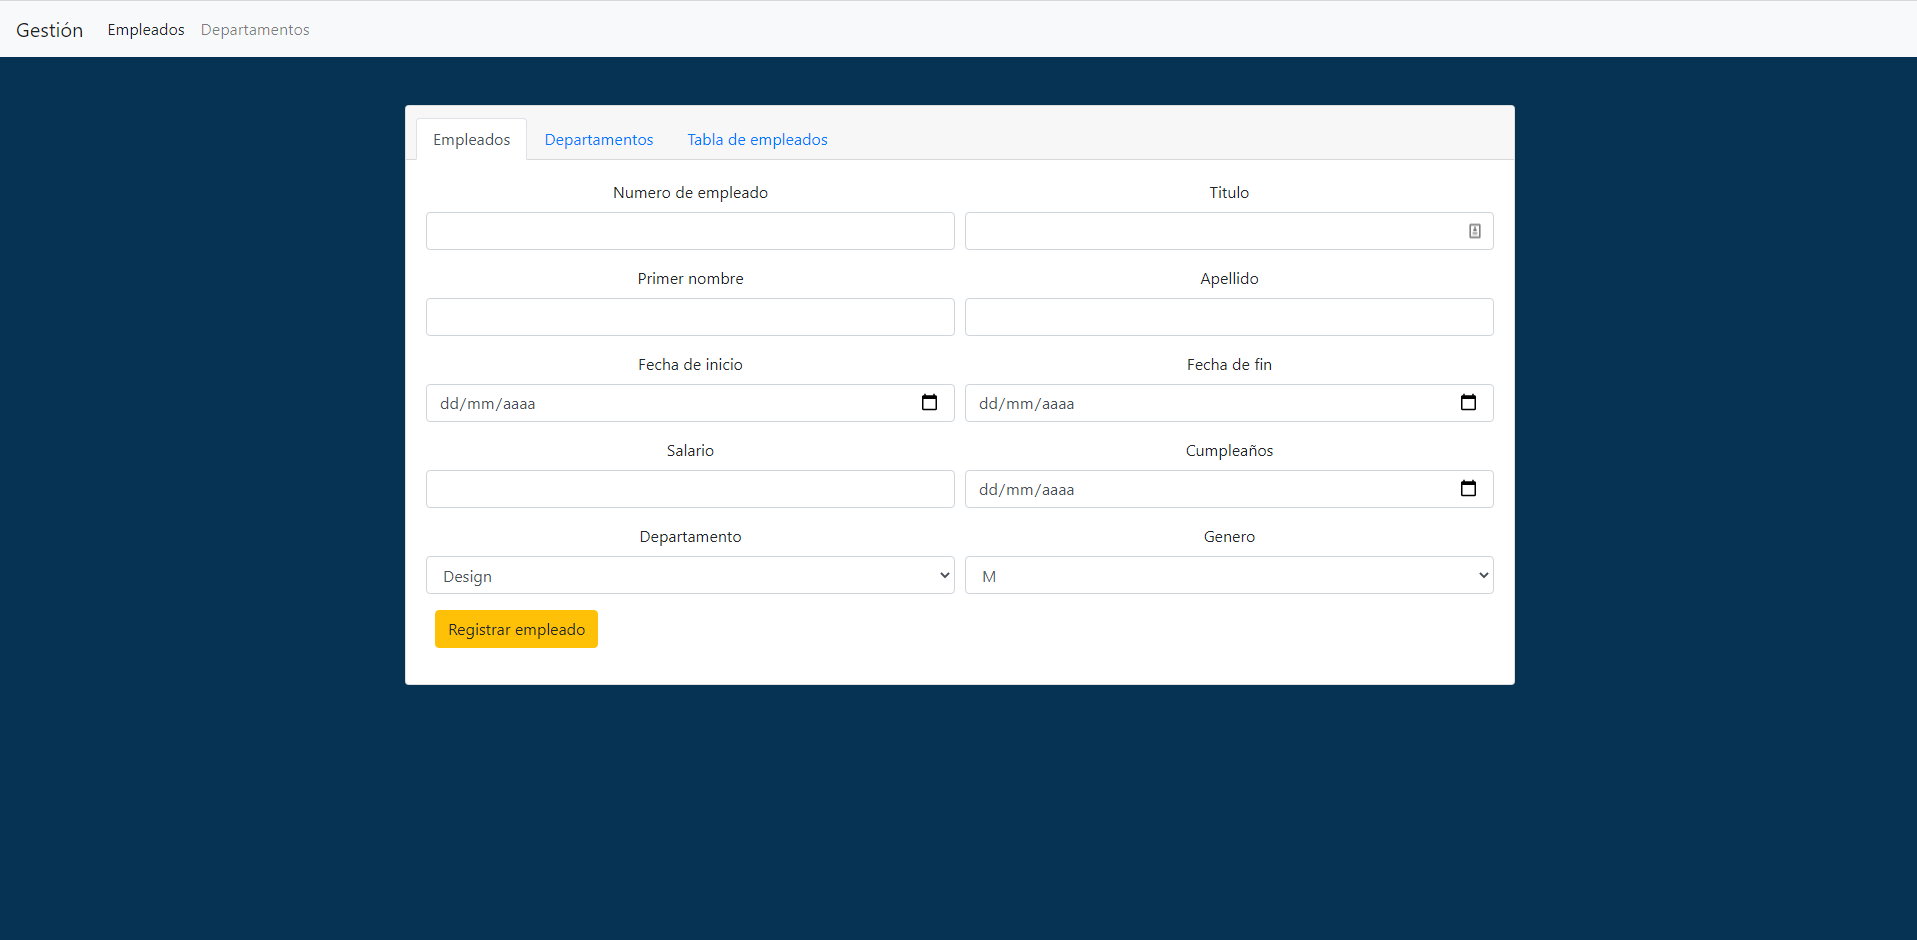 Gestión Empleados Departamentos
Empleados Departamentos Tabla de empleados
Numero de empleado Titulo
Primer nombre Apellido
Fecha de inicio Fecha de fin
dd/mm/aaaa dd/mm/aaaa
Salario Cumpleaños
dd/mm/aaaa
Departamento Genero
Design M
Registrar empleado